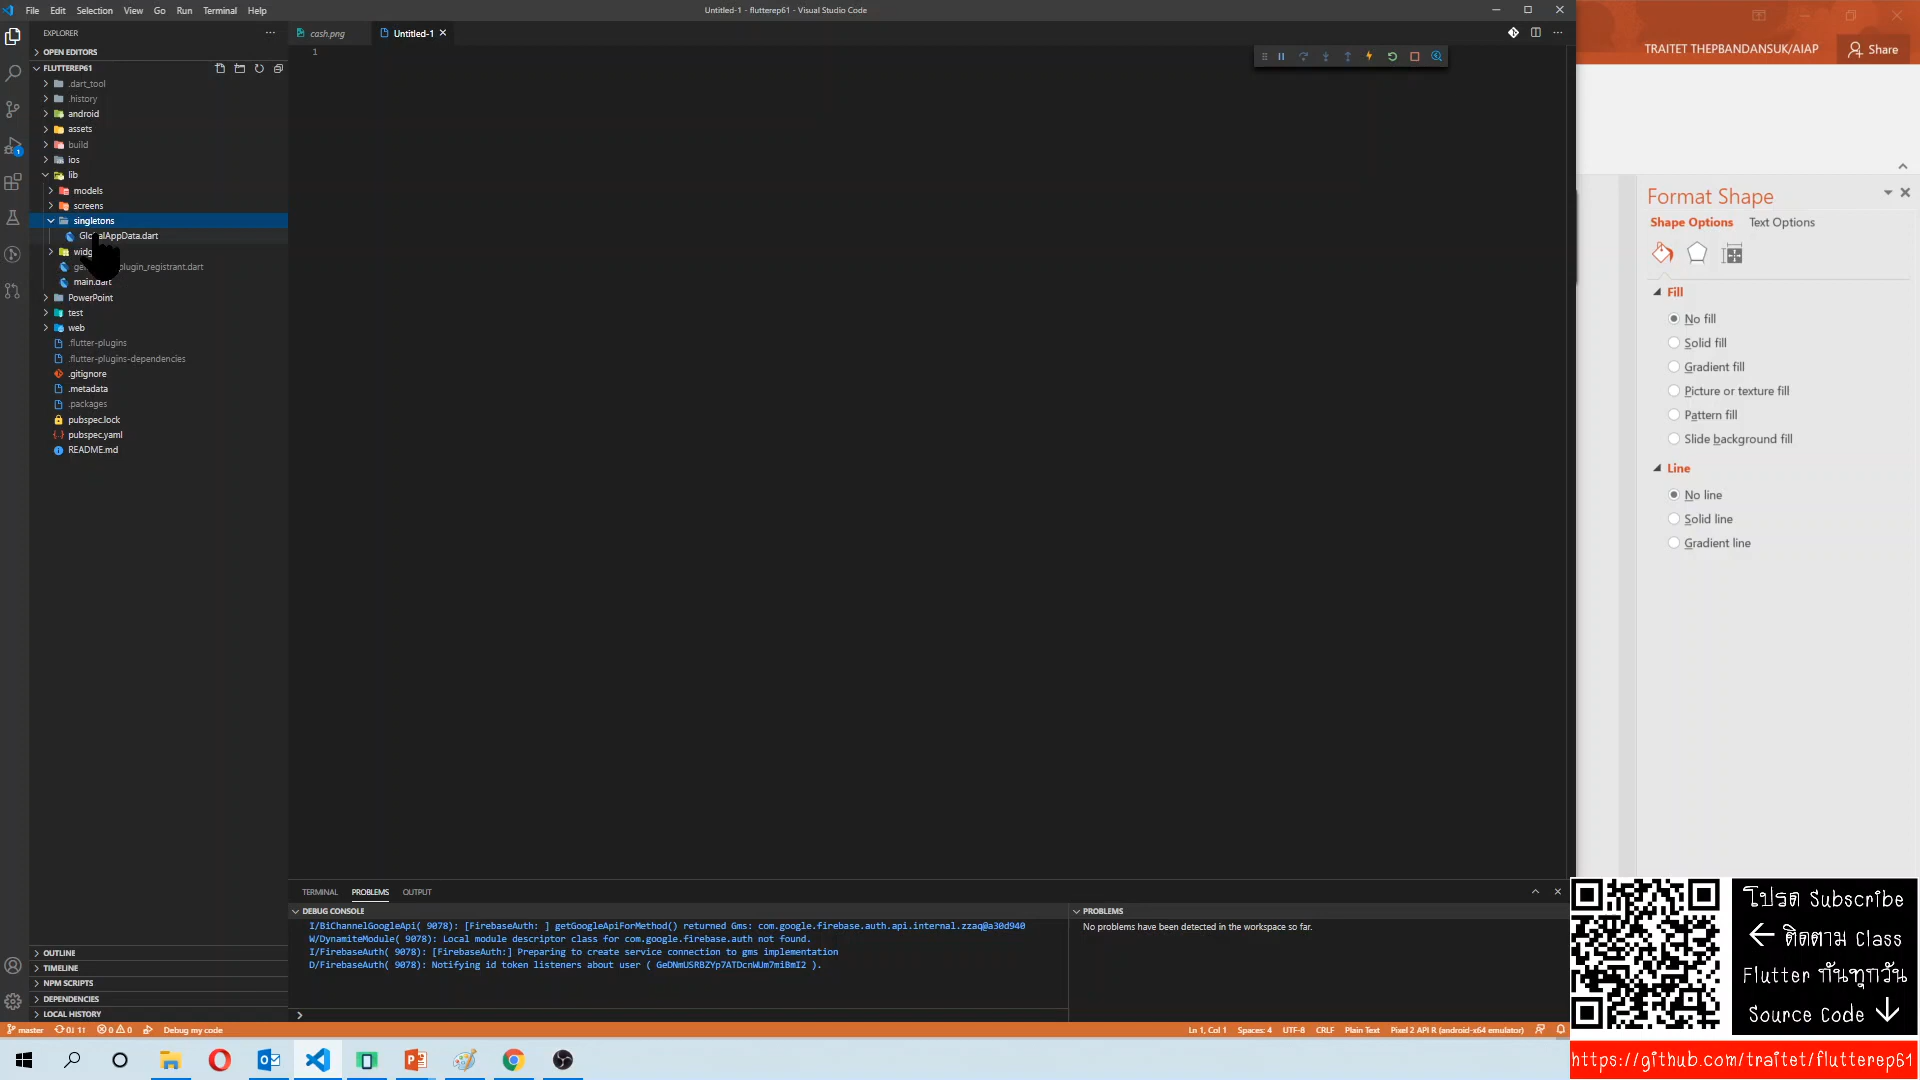 File Edit Selection View Go Run Terminal Help
Untitled-1 - flutterep61 - Visual Studio Code
EXPLORER
cash.png
Untitled-1
OPEN EDITORS
FLUTTEREP61
1
.dart_tool
.history
android
assets
build
ios
lib
models
screens
singletons
GlobalAppData.dart
plugin_registrant.dart
main.dart
PowerPoint
test
web
.flutter-plugins
.flutter-plugins-dependencies
.gitignore
.metadata
.packages
pubspec.lock
pubspec.yaml
README.md
OUTLINE
TIMELINE
NPM SCRIPTS
DEPENDENCIES
LOCAL HISTORY
TERMINAL PROBLEMS OUTPUT
DEBUG CONSOLE
I/BiChannelGoogleApi( 9078): [FirebaseAuth: ] getGoogleApiForMethod() returned Gms: com.google.firebase.auth.api.internal.zzaq@a30d940
W/DynamiteModule( 9078): Local module descriptor class for com.google.firebase.auth not found.
I/FirebaseAuth( 9078): [FirebaseAuth:] Preparing to create service connection to gms implementation
D/FirebaseAuth( 9078): Notifying id token listeners about user ( GeDNmUSRBZYp7ATDcnWUm7miBmI2 ).
PROBLEMS
No problems have been detected in the workspace so far.
master 0↓ 1↑ 0 0 Debug my code
Ln 1, Col 1 Spaces: 4 UTF-8 CRLF Plain Text Pixel 2 API R (android-x64 emulator)
TRAITET THEPBANDANSUK/AIAP
Share
Format Shape
Shape Options Text Options
Fill
No fill
Solid fill
Gradient fill
Picture or texture fill
Pattern fill
Slide background fill
Line
No line
Solid line
Gradient line
โปรด Subscribe
← ติดตาม Class
Flutter กันทุกวัน
Source Code ↓
https://github.com/traitet/flutterep61